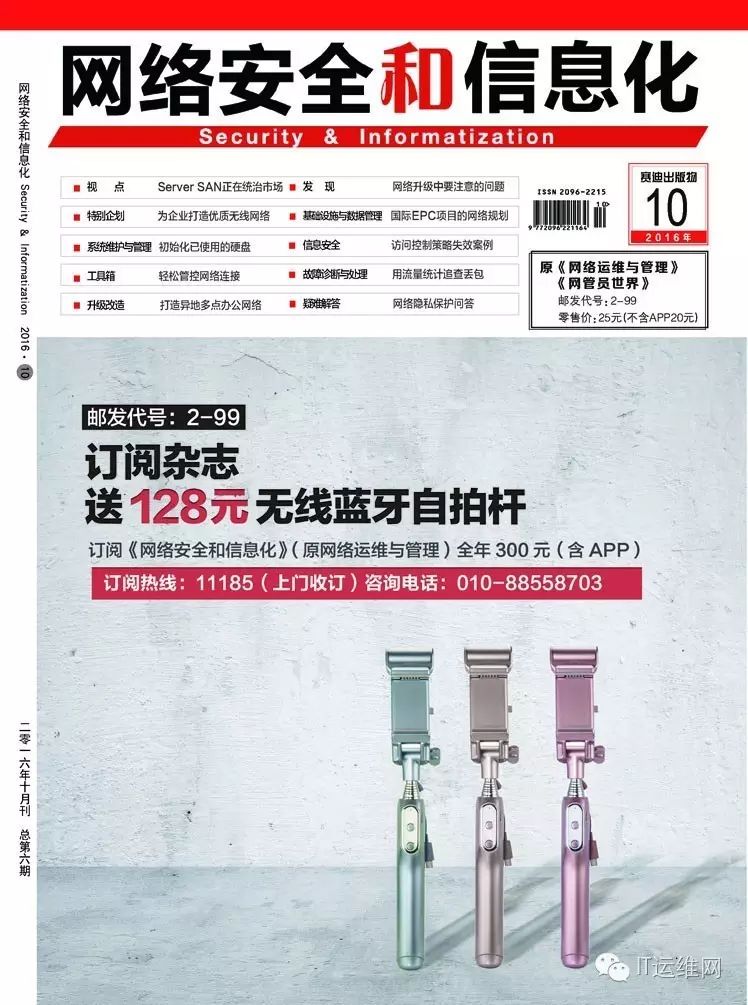 网络安全和信息化
Security & Informatization
视 点 Server SAN正在统治市场
发 现 网络升级中要注意的问题
特别企划 为企业打造优质无线网络
基础设施与数据管理 国际EPC项目的网络规划
系统维护与管理 初始化已使用的硬盘
信息安全 访问控制策略失效案例
工具箱 轻松管控网络连接
故障诊断与处理 用流量统计追查丢包
升级改造 打造异地多点办公网络
疑难解答 网络隐私保护问答
ISSN 2096-2215
10
9 772096 221164
赛迪出版物
10
2016年
原《网络运维与管理》
《网管员世界》
邮发代号:2-99
零售价:25元(不含APP20元)
网络安全和信息化 Security & Informatization 2016·10
二零一六年十月刊 总第六期
邮发代号:2-99
订阅杂志
送128元无线蓝牙自拍杆
订阅《网络安全和信息化》(原网络运维与管理)全年300元(含APP)
订阅热线:11185(上门收订)咨询电话:010-88558703
IT运维网